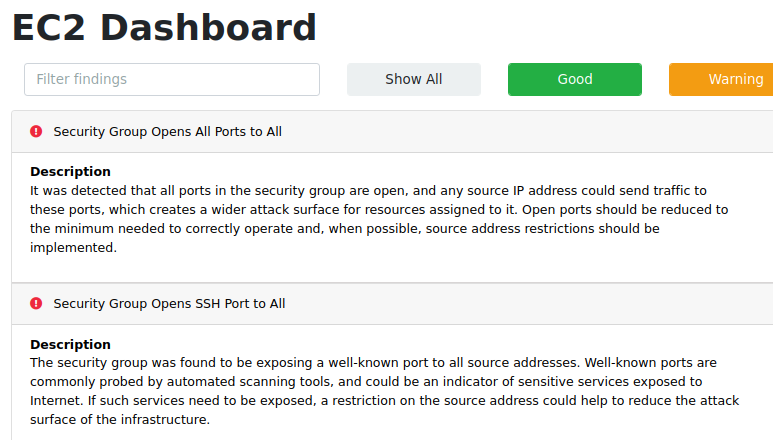 EC2 Dashboard
Filter findings
Show All
Good
Warning
Security Group Opens All Ports to All
Description
It was detected that all ports in the security group are open, and any source IP address could send traffic to
these ports, which creates a wider attack surface for resources assigned to it. Open ports should be reduced to
the minimum needed to correctly operate and, when possible, source address restrictions should be
implemented.
Security Group Opens SSH Port to All
Description
The security group was found to be exposing a well-known port to all source addresses. Well-known ports are
commonly probed by automated scanning tools, and could be an indicator of sensitive services exposed to
Internet. If such services need to be exposed, a restriction on the source address could help to reduce the attack
surface of the infrastructure.